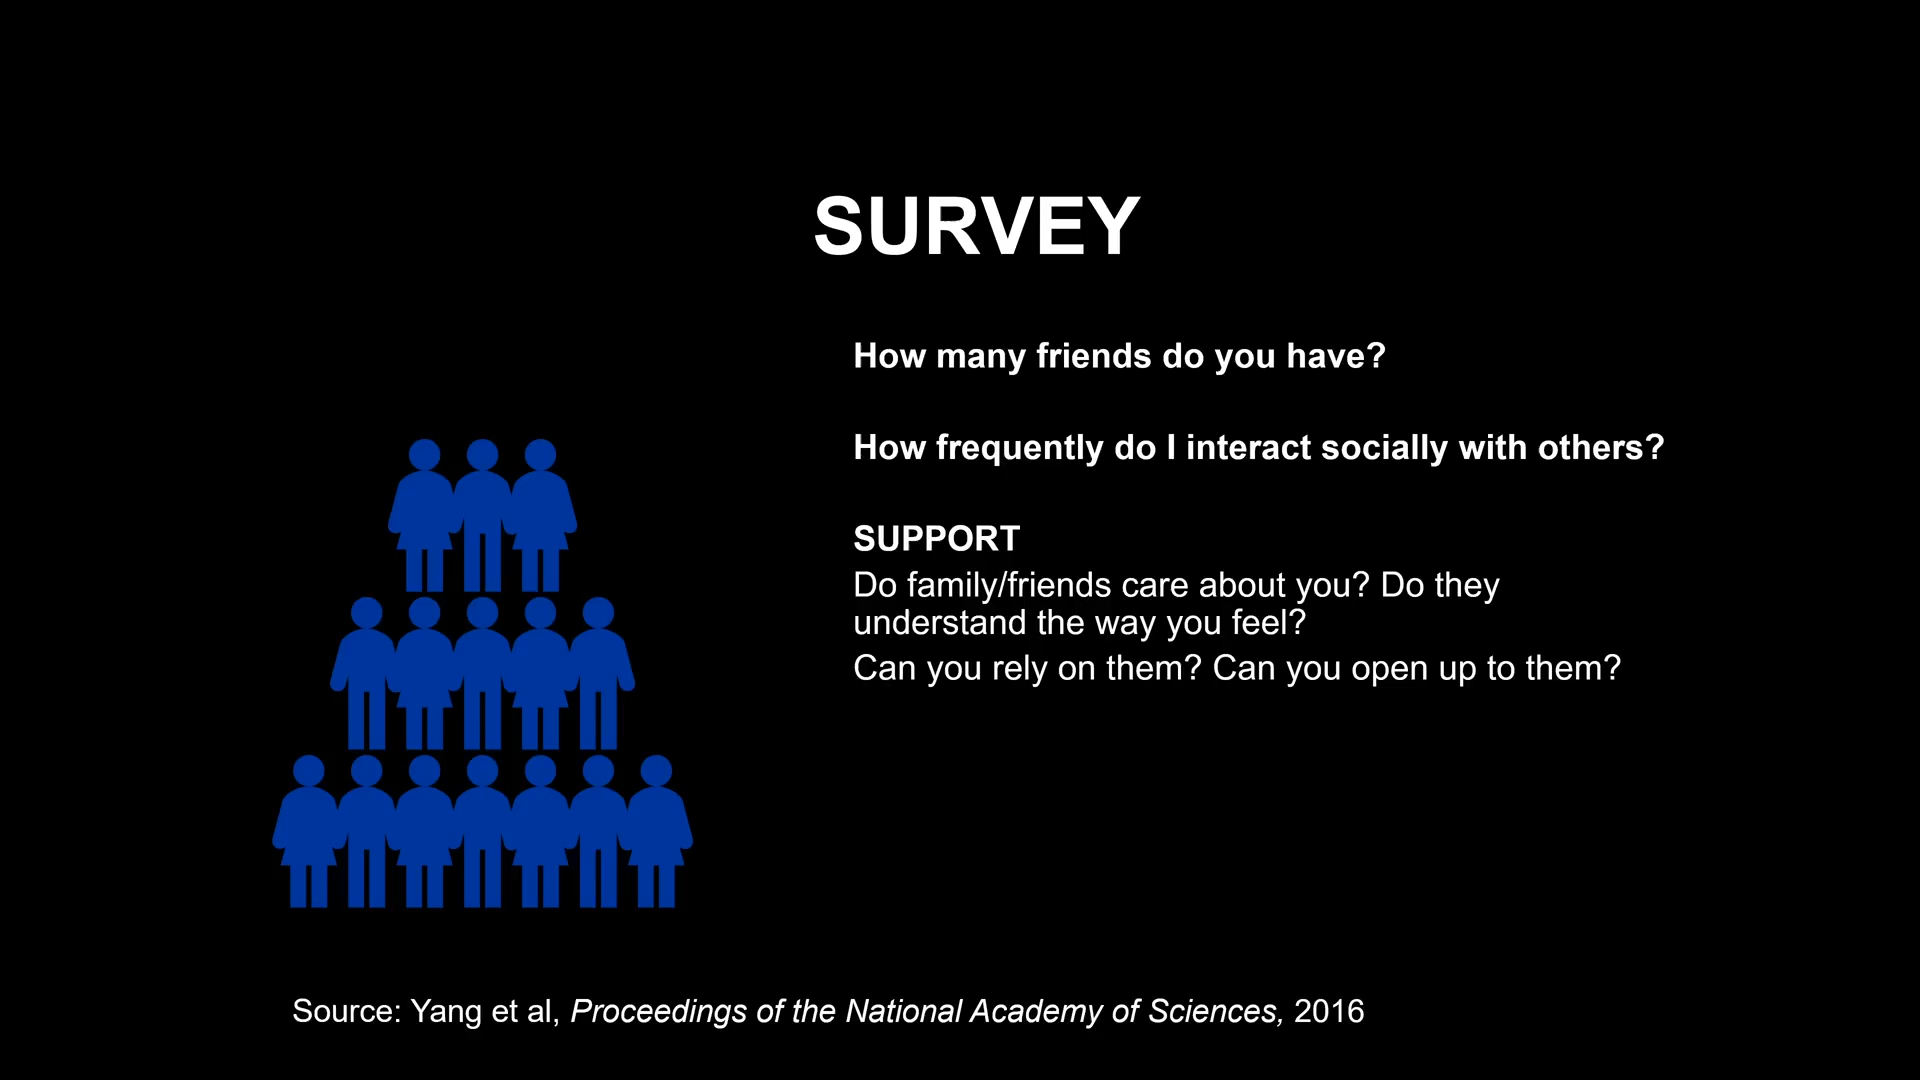 SURVEY
How many friends do you have?
How frequently do I interact socially with others?
SUPPORT
Do family/friends care about you? Do they
understand the way you feel?
Can you rely on them? Can you open up to them?
Source: Yang et al, Proceedings of the National Academy of Sciences, 2016